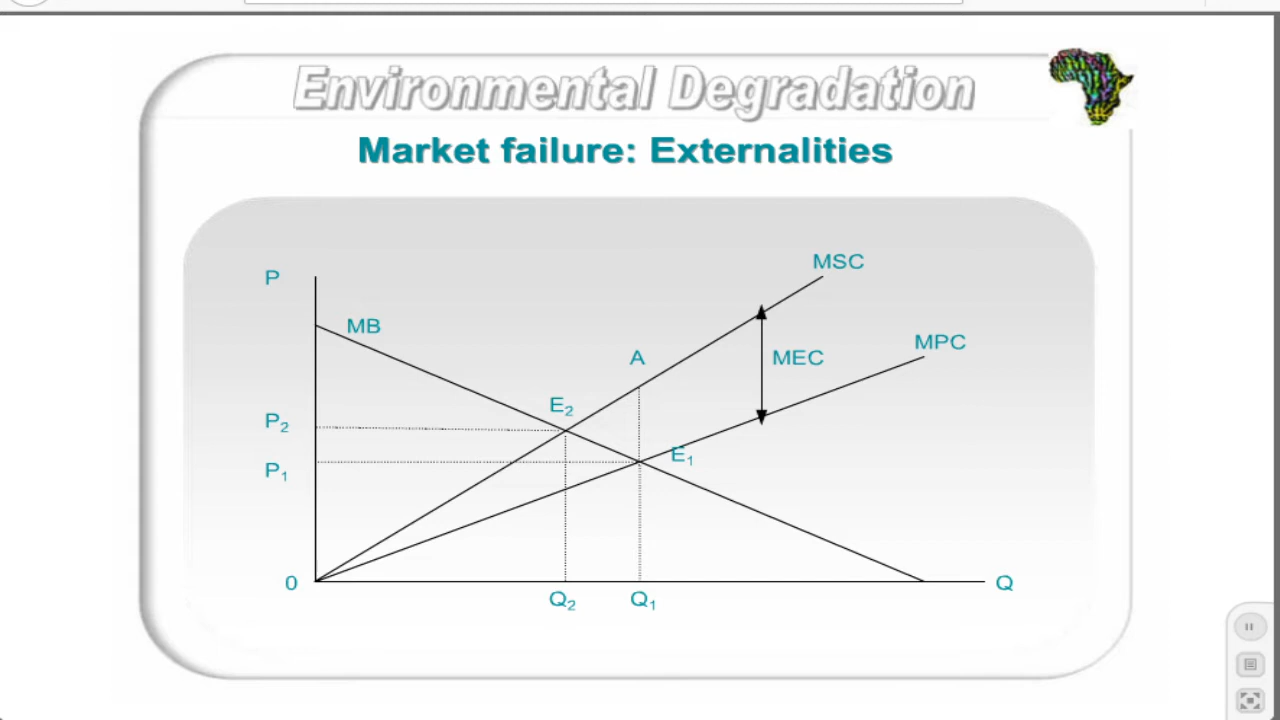 Environmental Degradation
Market failure: Externalities
MSC
P
MB
MPC
A
MEC
E₂
P₂
E₁
P₁
0
Q
Q₂
Q₁